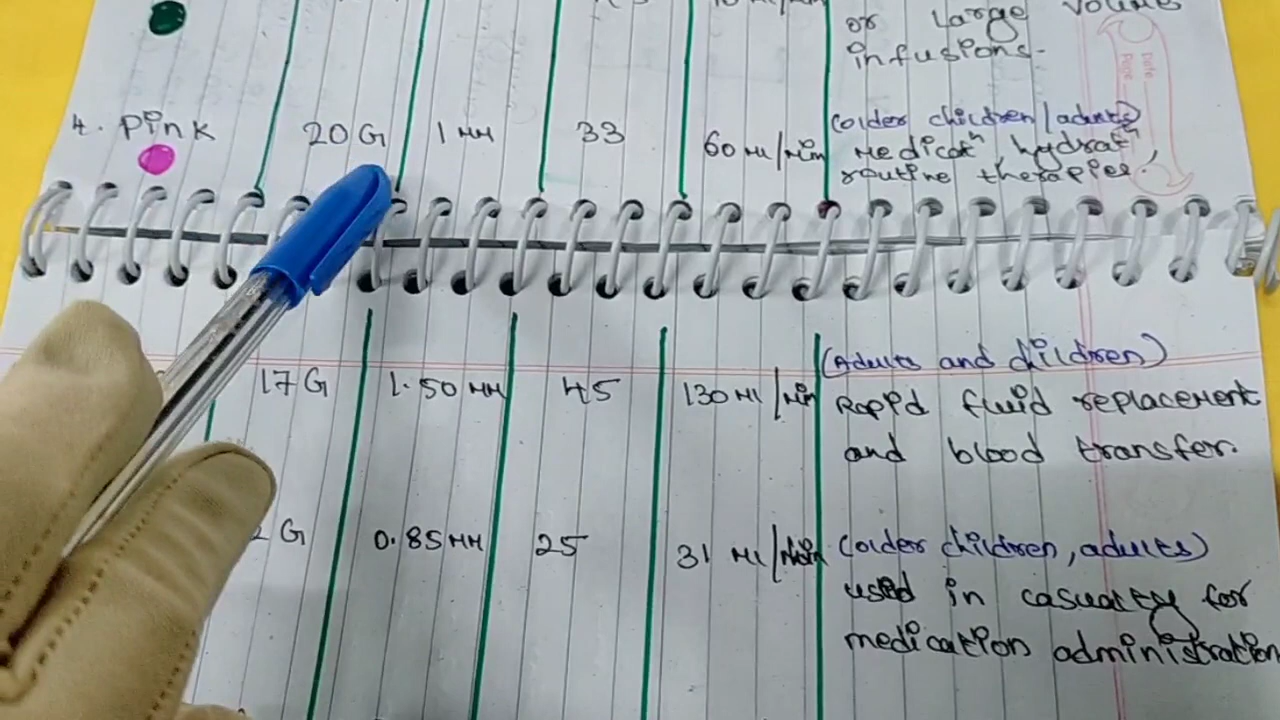 or Large Volume
infusions.
4. Pink 20 G 1 MM 33 60 Ml/Min (older children/adults)
Medicatⁿ hydratⁿ
routine therapies.
Date
Page
17 G 1.50 MM 45 130 Ml/Min (Adults and children)
Rapid fluid replacement
and blood transfer.
G 0.85 MM 25 31 Ml/Min (older children, adults)
used in casualty for
medication administration